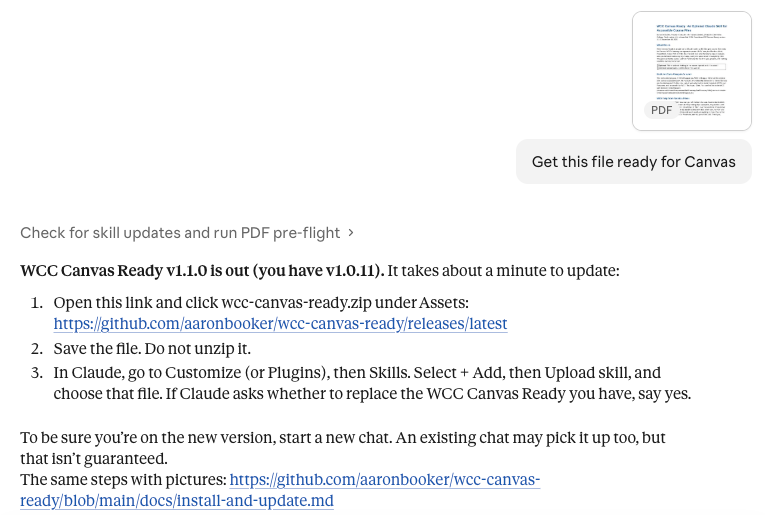 WCC Canvas Ready: An
Accessible Course Files
PDF
Get this file ready for Canvas
Check for skill updates and run PDF pre-flight >
WCC Canvas Ready v1.1.0 is out (you have v1.0.11). It takes about a minute to update:
1. Open this link and click wcc-canvas-ready.zip under Assets:
https://github.com/aaronbooker/wcc-canvas-ready/releases/latest
2. Save the file. Do not unzip it.
3. In Claude, go to Customize (or Plugins), then Skills. Select + Add, then Upload skill, and
choose that file. If Claude asks whether to replace the WCC Canvas Ready you have, say yes.
To be sure you’re on the new version, start a new chat. An existing chat may pick it up too, but
that isn’t guaranteed.
The same steps with pictures: https://github.com/aaronbooker/wcc-canvas-
ready/blob/main/docs/install-and-update.md